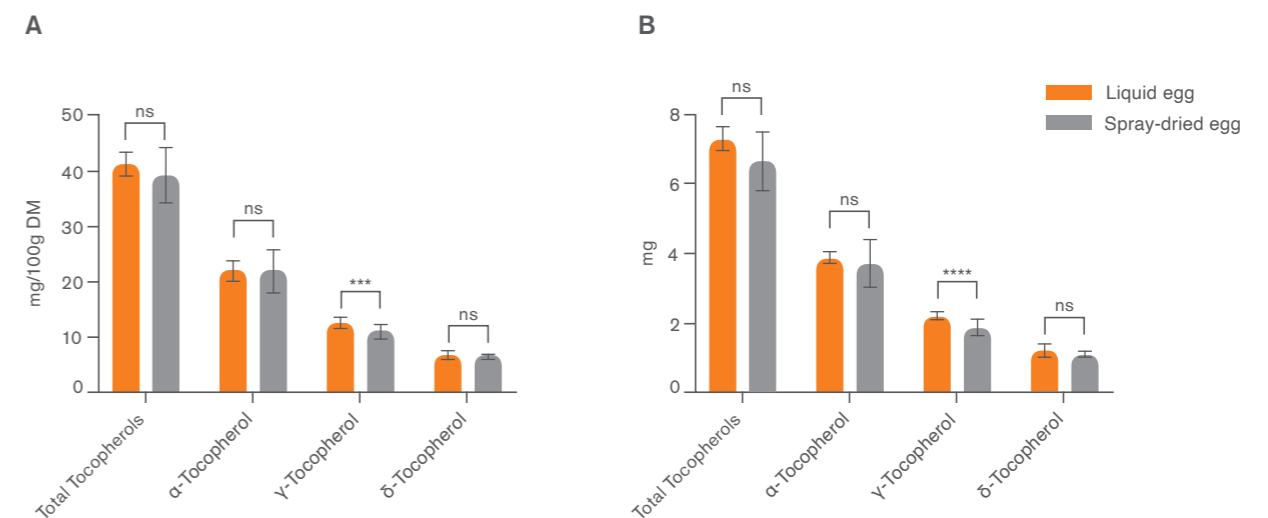 A
mg/100g DM
50
40
30
20
10
0
ns
ns
***
ns
Total Tocopherols
α-Tocopherol
γ-Tocopherol
δ-Tocopherol
B
mg
8
6
4
2
0
ns
ns
****
ns
Total Tocopherols
α-Tocopherol
γ-Tocopherol
δ-Tocopherol
Liquid egg
Spray-dried egg